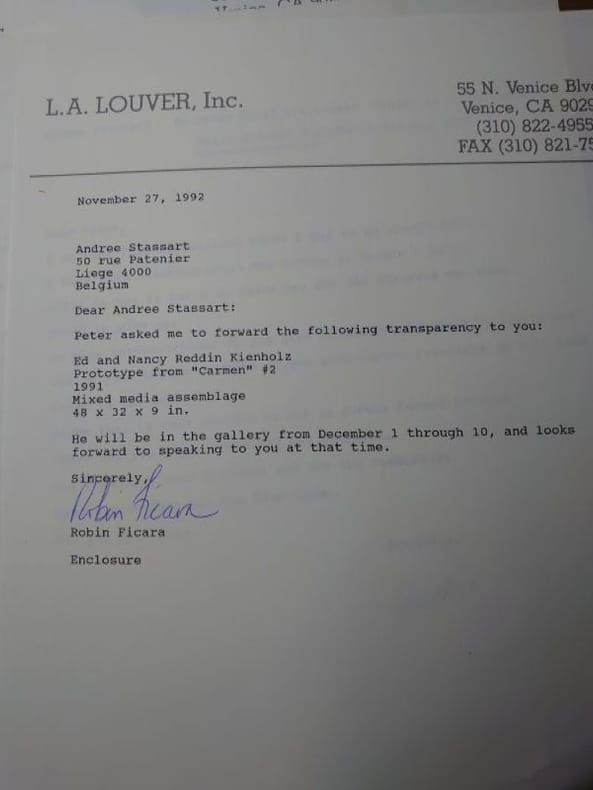 L.A. LOUVER, Inc.
55 N. Venice Blv
Venice, CA 9029
(310) 822-4955
FAX (310) 821-75
November 27, 1992
Andree Stassart
50 rue Patenier
Liege 4000
Belgium
Dear Andree Stassart:
Peter asked me to forward the following transparency to you:
Ed and Nancy Reddin Kienholz
Prototype from "Carmen" #2
1991
Mixed media assemblage
48 x 32 x 9 in.
He will be in the gallery from December 1 through 10, and looks
forward to speaking to you at that time.
Sincerely,
Robin Ficara
Robin Ficara
Enclosure